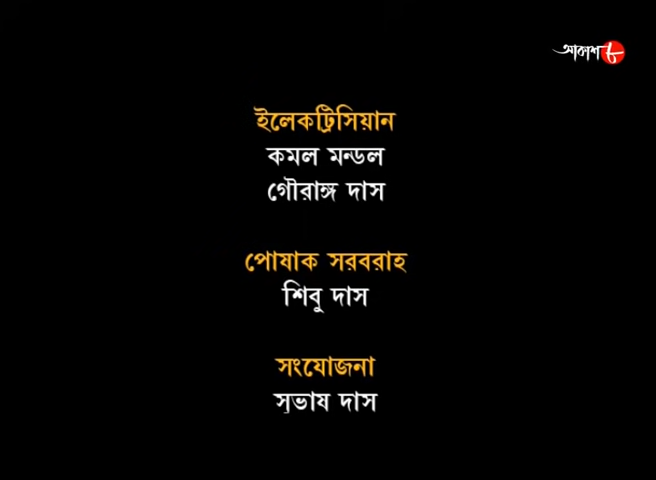 আকাশ ৮
ইলেকট্রিসিয়ান
কমল মন্ডল
গৌরাঙ্গ দাস
পোষাক সরবরাহ
শিবু দাস
সংযোজনা
সুভাষ দাস